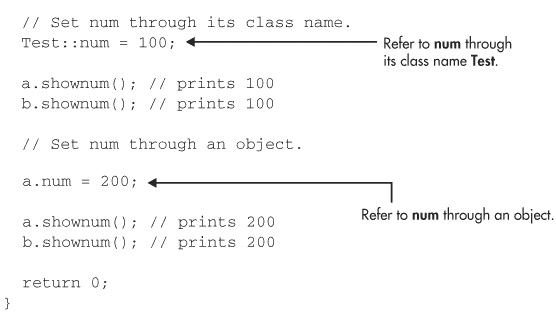 // Set num through its class name.
Test::num = 100;
Refer to num through
its class name Test.
a.shownum(); // prints 100
b.shownum(); // prints 100
// Set num through an object.
a.num = 200;
Refer to num through an object.
a.shownum(); // prints 200
b.shownum(); // prints 200
return 0;
}